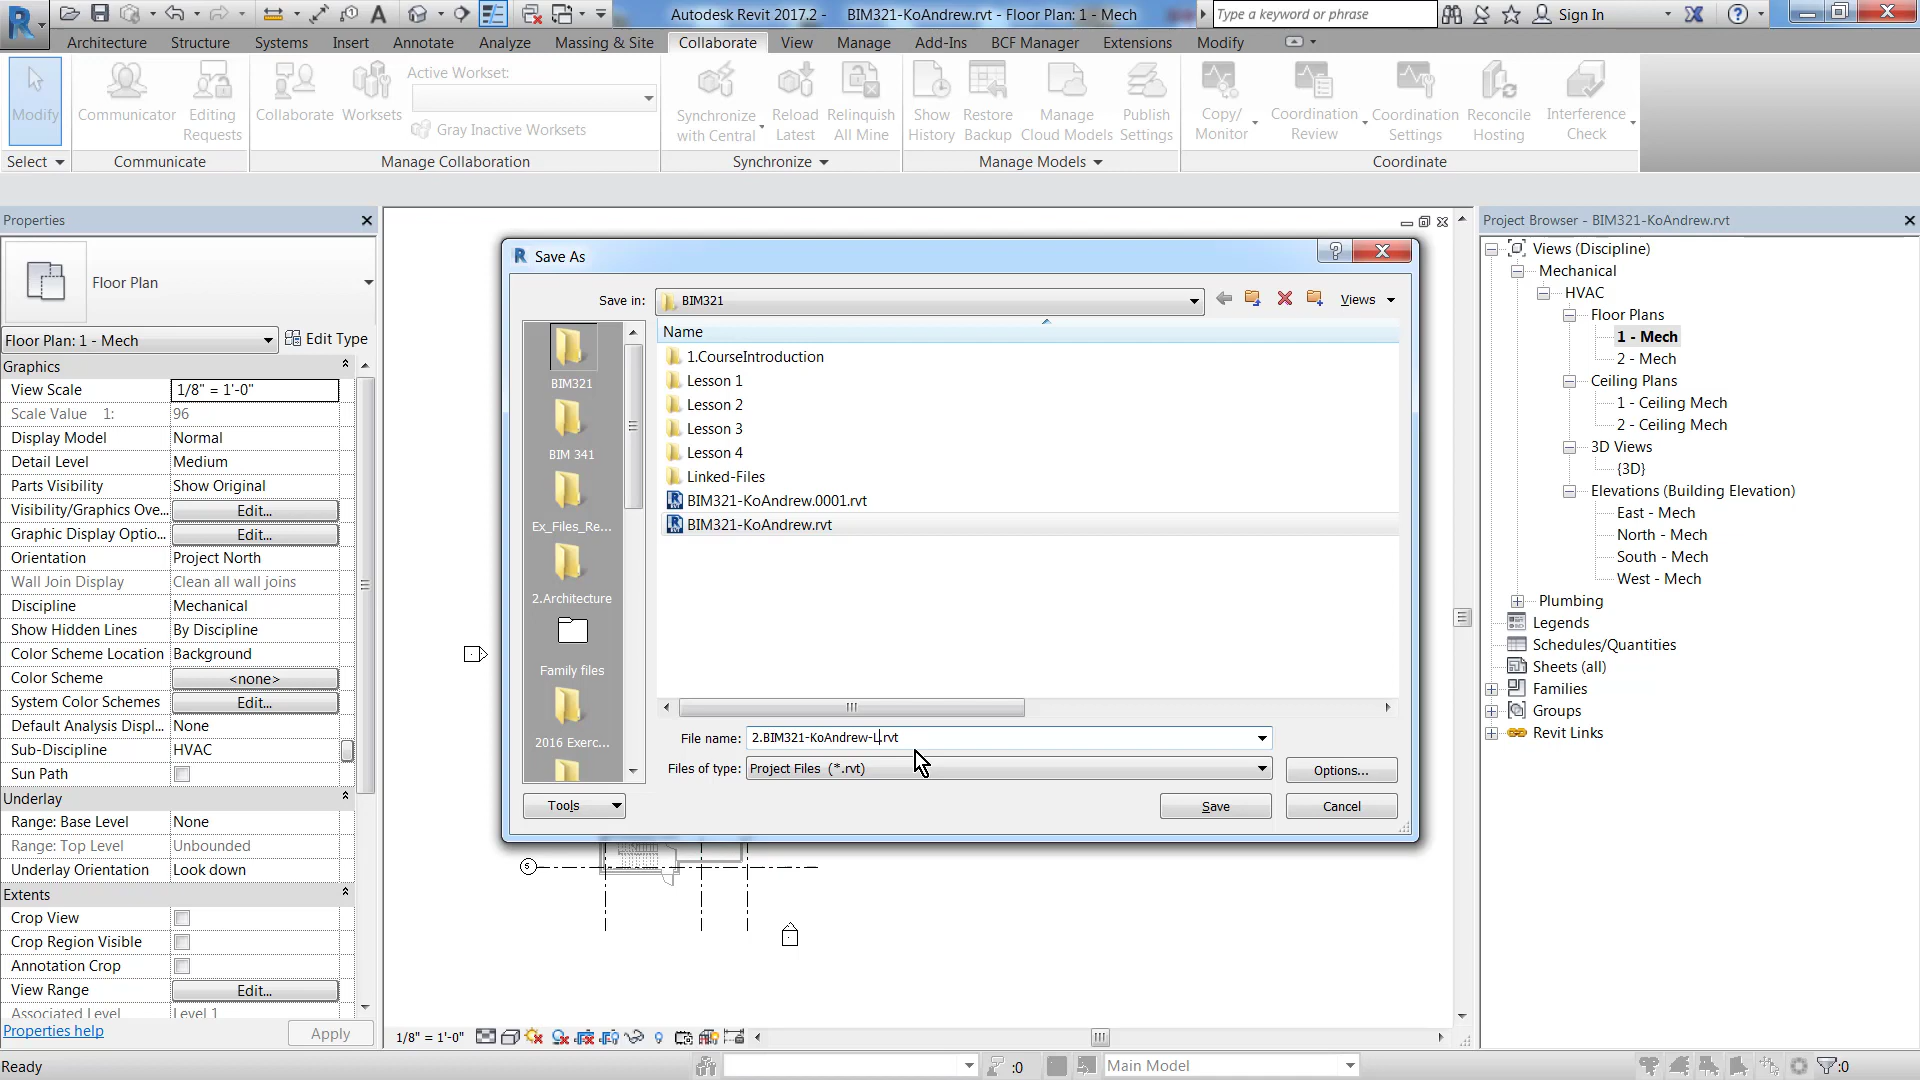 Autodesk Revit 2017.2 - BIM321-KoAndrew.rvt - Floor Plan: 1 - Mech
Type a keyword or phrase
Sign In
Architecture Structure Systems Insert Annotate Analyze Massing & Site Collaborate View Manage Add-Ins BCF Manager Extensions Modify
Modify
Communicator
Editing Requests
Collaborate
Worksets
Active Workset:
Gray Inactive Worksets
Synchronize with Central
Reload Latest
Relinquish All Mine
Show History
Restore Backup
Manage Cloud Models
Publish Settings
Copy/ Monitor
Coordination Review
Coordination Settings
Reconcile Hosting
Interference Check
Select
Communicate
Manage Collaboration
Synchronize
Manage Models
Coordinate
Properties
Floor Plan
Floor Plan: 1 - Mech
Edit Type
Graphics
View Scale 1/8" = 1'-0"
Scale Value 1: 96
Display Model Normal
Detail Level Medium
Parts Visibility Show Original
Visibility/Graphics Ove... Edit...
Graphic Display Optio... Edit...
Orientation Project North
Wall Join Display Clean all wall joins
Discipline Mechanical
Show Hidden Lines By Discipline
Color Scheme Location Background
Color Scheme <none>
System Color Schemes Edit...
Default Analysis Displ... None
Sub-Discipline HVAC
Sun Path
Underlay
Range: Base Level None
Range: Top Level Unbounded
Underlay Orientation Look down
Extents
Crop View
Crop Region Visible
Annotation Crop
View Range Edit...
Associated Level Level 1
Properties help
Apply
Save As
Save in: BIM321
Views
BIM321
BIM 341
Ex_Files_Re...
2.Architecture
Family files
2016 Exerc...
Name
1.CourseIntroduction
Lesson 1
Lesson 2
Lesson 3
Lesson 4
Linked-Files
BIM321-KoAndrew.0001.rvt
BIM321-KoAndrew.rvt
File name: 2.BIM321-KoAndrew-L.rvt
Files of type: Project Files (*.rvt)
Options...
Tools
Save
Cancel
5
Project Browser - BIM321-KoAndrew.rvt
Views (Discipline)
Mechanical
HVAC
Floor Plans
1 - Mech
2 - Mech
Ceiling Plans
1 - Ceiling Mech
2 - Ceiling Mech
3D Views
{3D}
Elevations (Building Elevation)
East - Mech
North - Mech
South - Mech
West - Mech
Plumbing
Legends
Schedules/Quantities
Sheets (all)
Families
Groups
Revit Links
1/8" = 1'-0"
Ready
:0
Main Model
:0